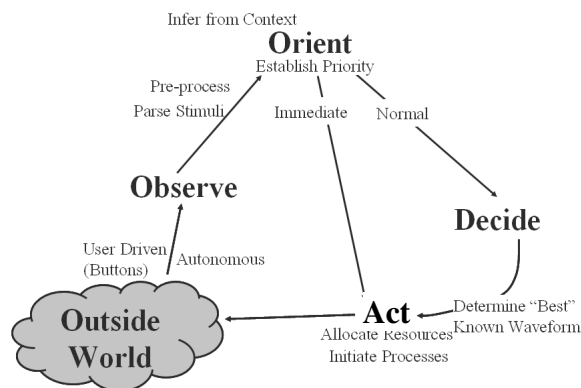 Infer from Context
Orient
Establish Priority
Pre-process
Parse Stimuli
Immediate
Normal
Observe
Decide
User Driven
(Buttons)
Autonomous
Outside
World
Act
Allocate Resources
Initiate Processes
Determine “Best”
Known Waveform